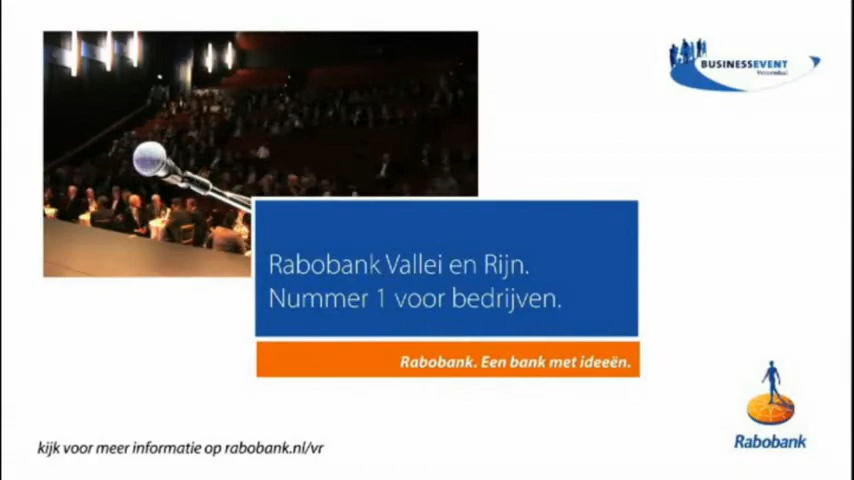 BUSINESSEVENT
Veenendaal
Rabobank Vallei en Rijn.
Nummer 1 voor bedrijven.
Rabobank. Een bank met ideeën.
Rabobank
kijk voor meer informatie op rabobank.nl/vr